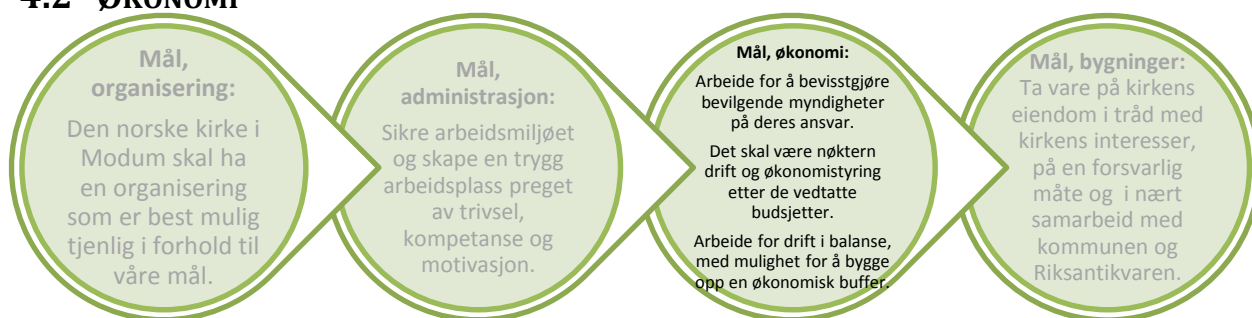 4.2 ØKONOMI
Mål,
organisering:
Den norske kirke i
Modum skal ha
en organisering
som er best mulig
tjenlig i forhold til
våre mål.
Mål,
administrasjon:
Sikre arbeidsmiljøet
og skape en trygg
arbeidsplass preget
av trivsel,
kompetanse og
motivasjon.
Mål, økonomi:
Arbeide for å bevisstgjøre
bevilgende myndigheter
på deres ansvar.
Det skal være nøktern
drift og økonomistyring
etter de vedtatte
budsjetter.
Arbeide for drift i balanse,
med mulighet for å bygge
opp en økonomisk buffer.
Mål, bygninger:
Ta vare på kirkens
eiendom i tråd med
kirkens interesser,
på en forsvarlig
måte og i nært
samarbeid med
kommunen og
Riksantikvaren.